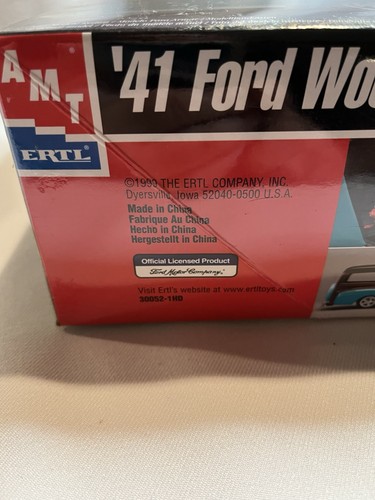 AMT
'41 Ford
ERTL®
©1999 THE ERTL COMPANY, INC.
Dyersville, Iowa 52040-0500 U.S.A.
Made in China
Fabrique Au China
Hecho in China
Hergestellt in China
Official Licensed Product
Ford Motor Company
Visit Ertl's website at www.ertltoys.com
30052-1HD